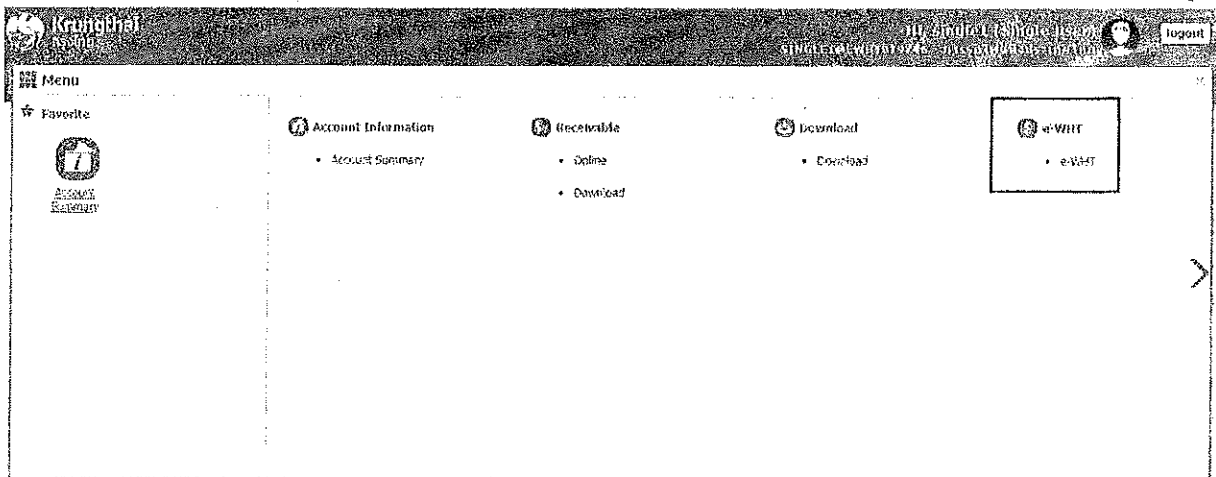 Krungthai
logout
Menu
Favorite
Account Summary
Account Information
• Account Summary
Receivable
• Online
• Download
Download
• Download
e-WHT
• e-WHT